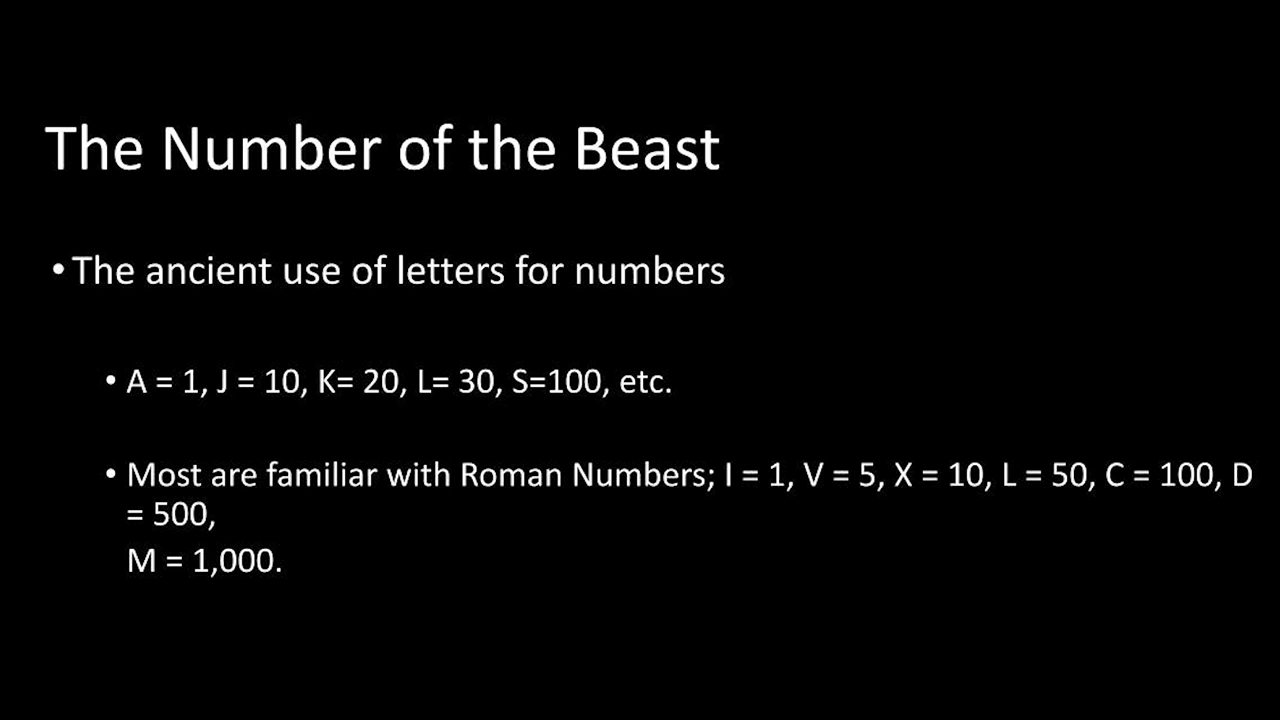 The Number of the Beast
• The ancient use of letters for numbers
• A = 1, J = 10, K= 20, L= 30, S=100, etc.
• Most are familiar with Roman Numbers; I = 1, V = 5, X = 10, L = 50, C = 100, D
= 500,
M = 1,000.